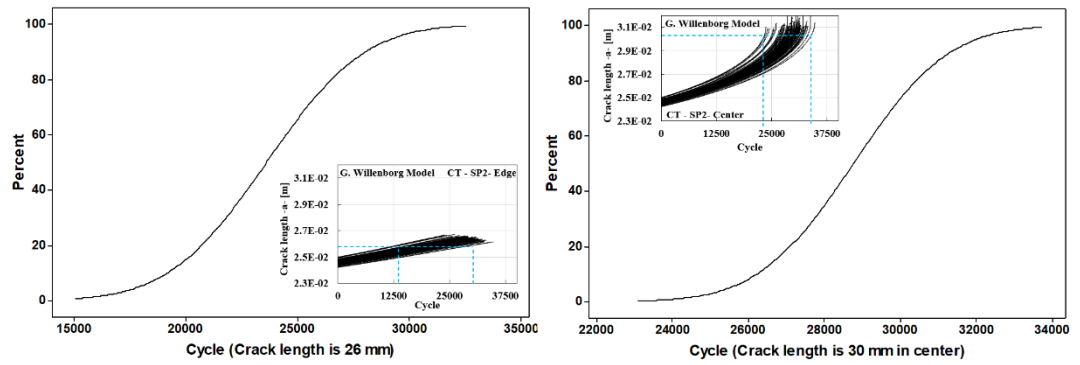 100
80
60
40
20
0
Percent
15000 20000 25000 30000 35000
Cycle (Crack length is 26 mm)
G. Willenborg Model CT - SP2- Edge
3.1E-02
2.9E-02
2.7E-02
2.5E-02
2.3E-02
Crack length -a- [m]
0 12500 25000 37500
Cycle
100
80
60
40
20
0
Percent
22000 24000 26000 28000 30000 32000 34000
Cycle (Crack length is 30 mm in center)
G. Willenborg Model
3.1E-02
2.9E-02
2.7E-02
2.5E-02
2.3E-02
Crack length -a- [m]
CT - SP2- Center
0 12500 25000 37500
Cycle